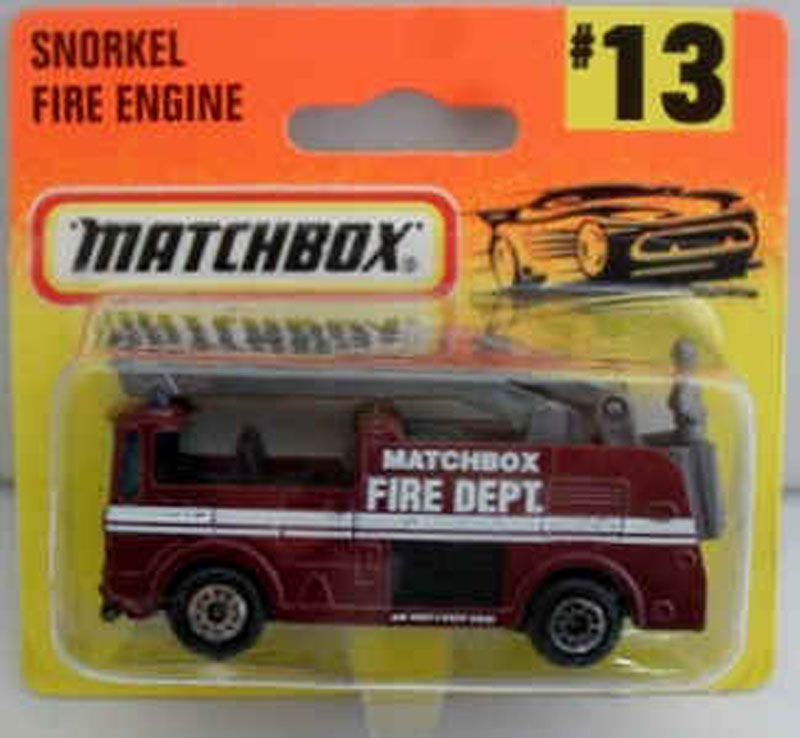 SNORKEL
FIRE ENGINE
#13
"MATCHBOX"®
MATCHBOX
FIRE DEPT.